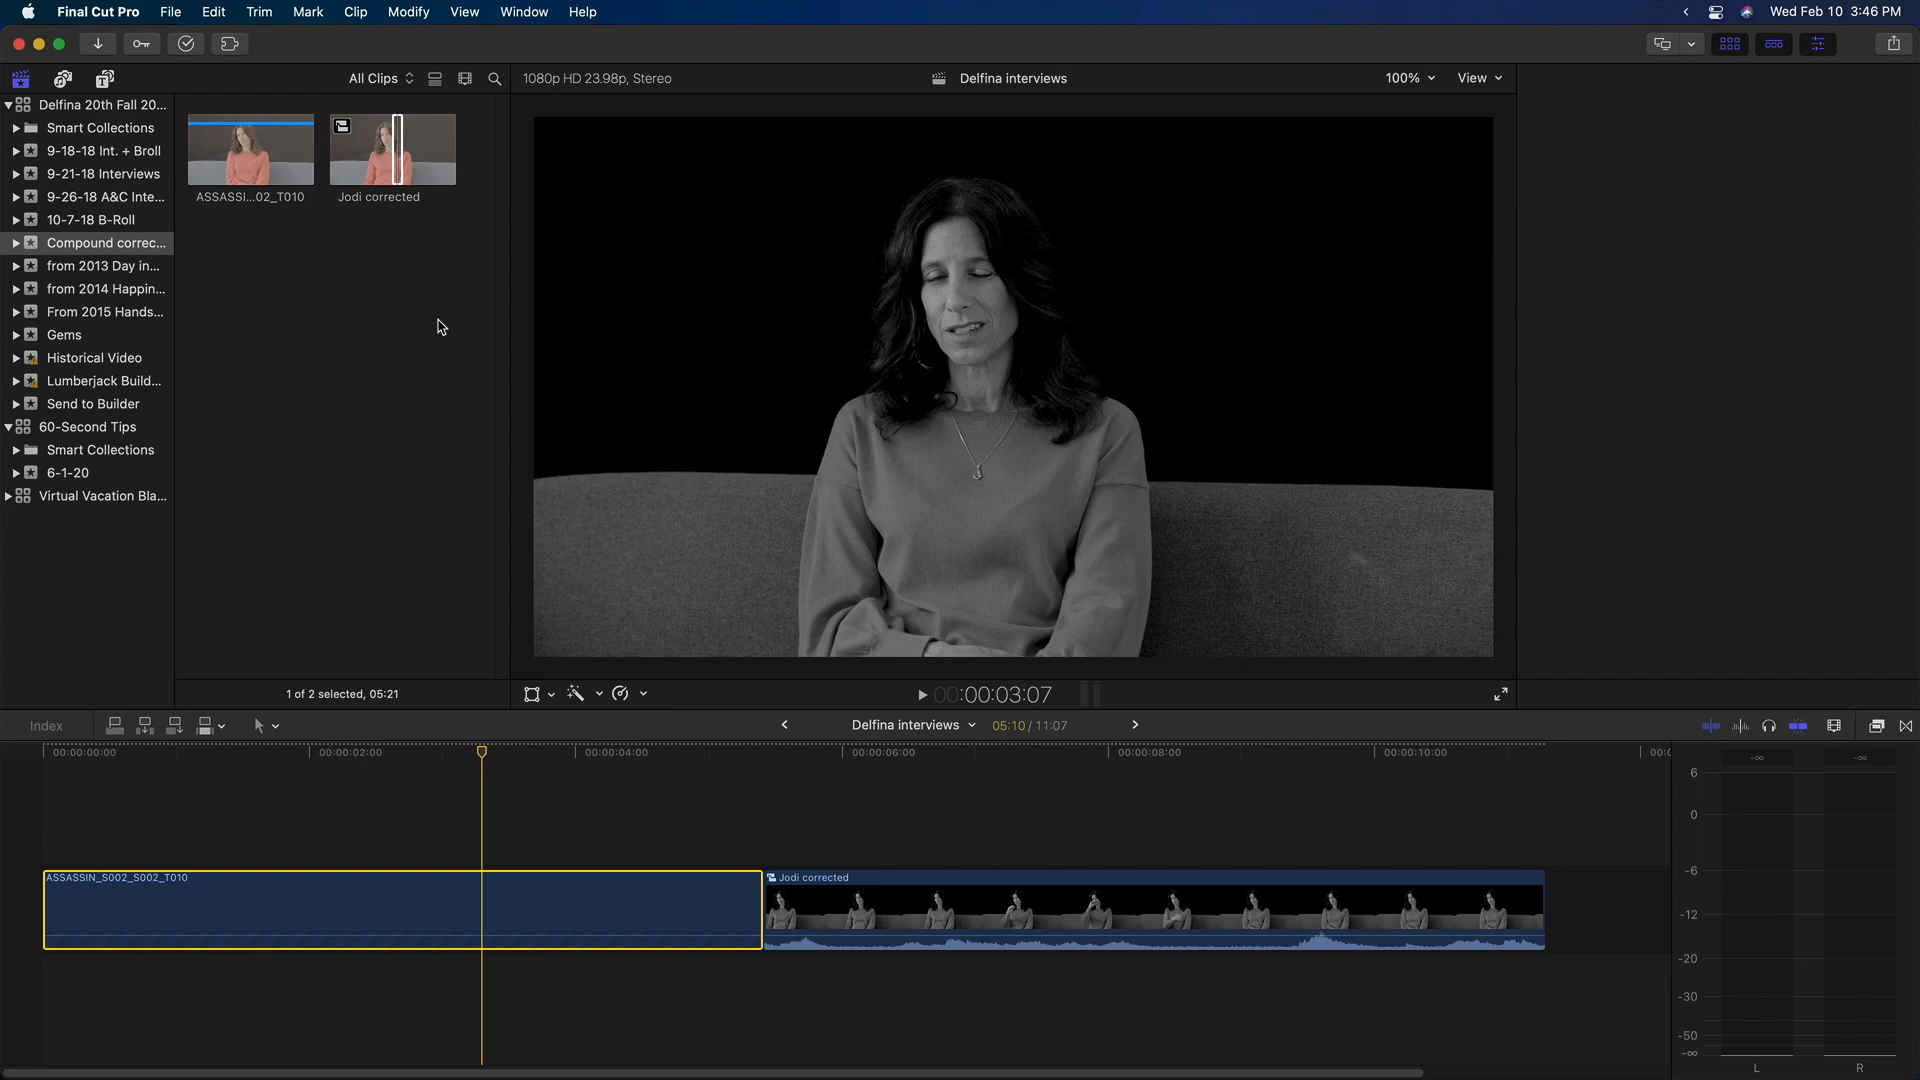 Final Cut Pro File Edit Trim Mark Clip Modify View Window Help Wed Feb 10 3:46 PM
All Clips
1080p HD 23.98p, Stereo Delfina interviews 100% View
Delfina 20th Fall 20...
Smart Collections
9-18-18 Int. + Broll
9-21-18 Interviews
9-26-18 A&C Inte...
10-7-18 B-Roll
Compound correc...
from 2013 Day in...
from 2014 Happin...
From 2015 Hands...
Gems
Historical Video
Lumberjack Build...
Send to Builder
60-Second Tips
Smart Collections
6-1-20
Virtual Vacation Bla...
ASSASSI...02_T010 Jodi corrected
1 of 2 selected, 05:21
00:00:03:07
Index Delfina interviews 05:10 / 11:07
00:00:00:00 00:00:02:00 00:00:04:00 00:00:06:00 00:00:08:00 00:00:10:00 00:0
ASSASSIN_S002_S002_T010 Jodi corrected
-∞ -∞
6
0
-6
-12
-20
-30
-50
-∞
L R